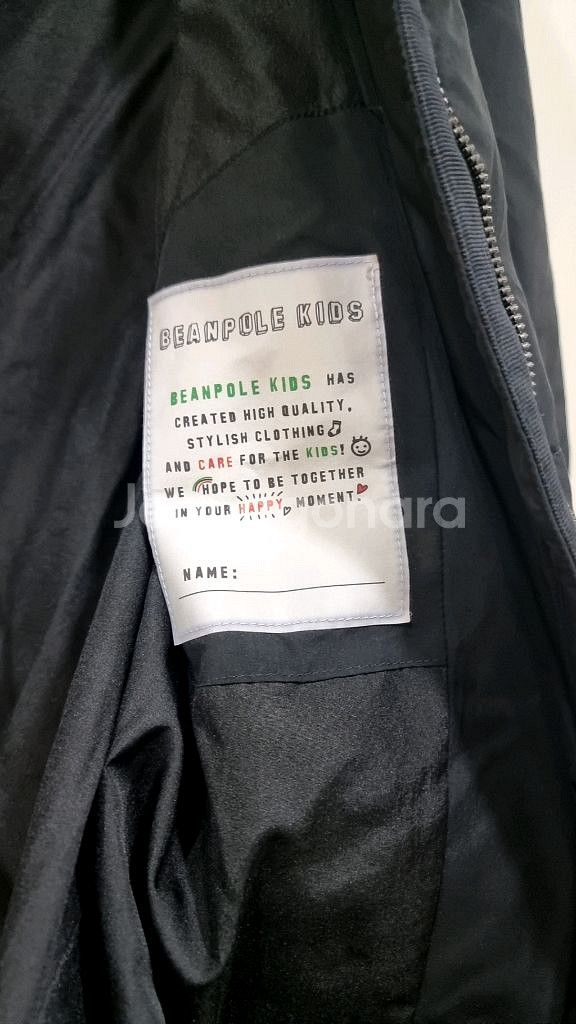 BEANPOLE KIDS
BEANPOLE KIDS HAS
CREATED HIGH QUALITY,
STYLISH CLOTHING
AND CARE FOR THE KIDS!
WE HOPE TO BE TOGETHER
IN YOUR HAPPY MOMENT.
NAME: